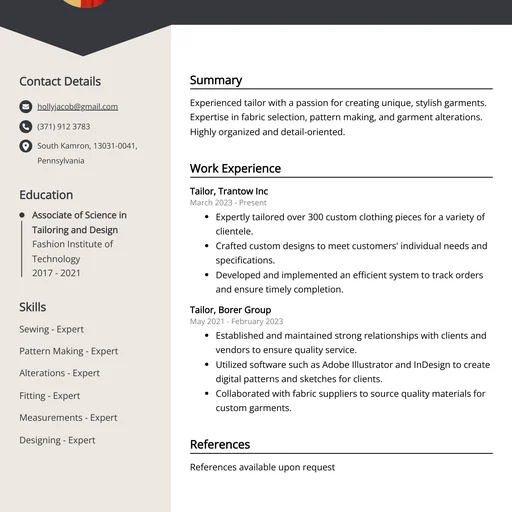 Contact Details
hollyjacob@gmail.com
(371) 912 3783
South Kamron, 13031-0041,
Pennsylvania
Education
Associate of Science in
Tailoring and Design
Fashion Institute of
Technology
2017 - 2021
Skills
Sewing - Expert
Pattern Making - Expert
Alterations - Expert
Fitting - Expert
Measurements - Expert
Designing - Expert
Summary
Experienced tailor with a passion for creating unique, stylish garments.
Expertise in fabric selection, pattern making, and garment alterations.
Highly organized and detail-oriented.
Work Experience
Tailor, Trantow Inc
March 2023 - Present
• Expertly tailored over 300 custom clothing pieces for a variety of
clientele.
• Crafted custom designs to meet customers' individual needs and
specifications.
• Developed and implemented an efficient system to track orders
and ensure timely completion.
Tailor, Borer Group
May 2021 - February 2023
• Established and maintained strong relationships with clients and
vendors to ensure quality service.
• Utilized software such as Adobe Illustrator and InDesign to create
digital patterns and sketches for clients.
• Collaborated with fabric suppliers to source quality materials for
custom garments.
References
References available upon request